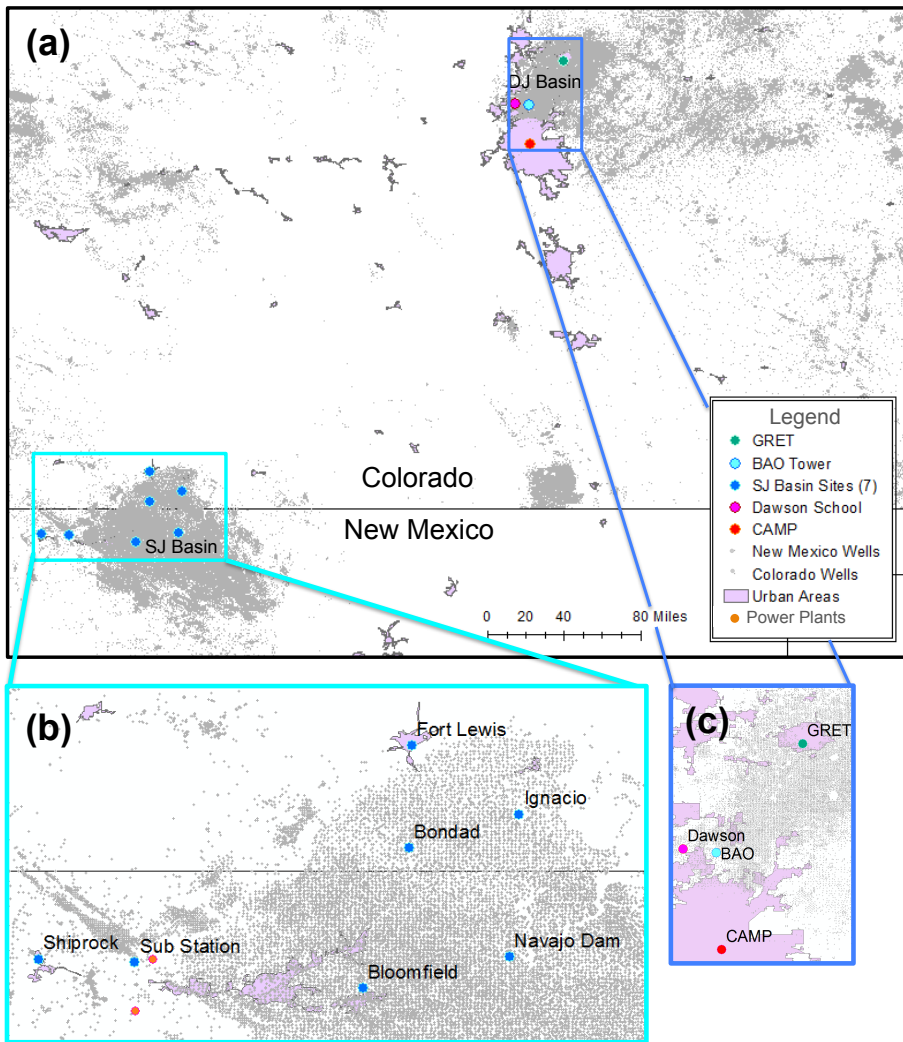 (a)
DJ Basin
Colorado
New Mexico
SJ Basin
0 20 40 80 Miles
Legend
GRET
BAO Tower
SJ Basin Sites (7)
Dawson School
CAMP
New Mexico Wells
Colorado Wells
Urban Areas
Power Plants
(b)
Fort Lewis
Ignacio
Bondad
Shiprock
Sub Station
Navajo Dam
Bloomfield
(c)
GRET
Dawson
BAO
CAMP